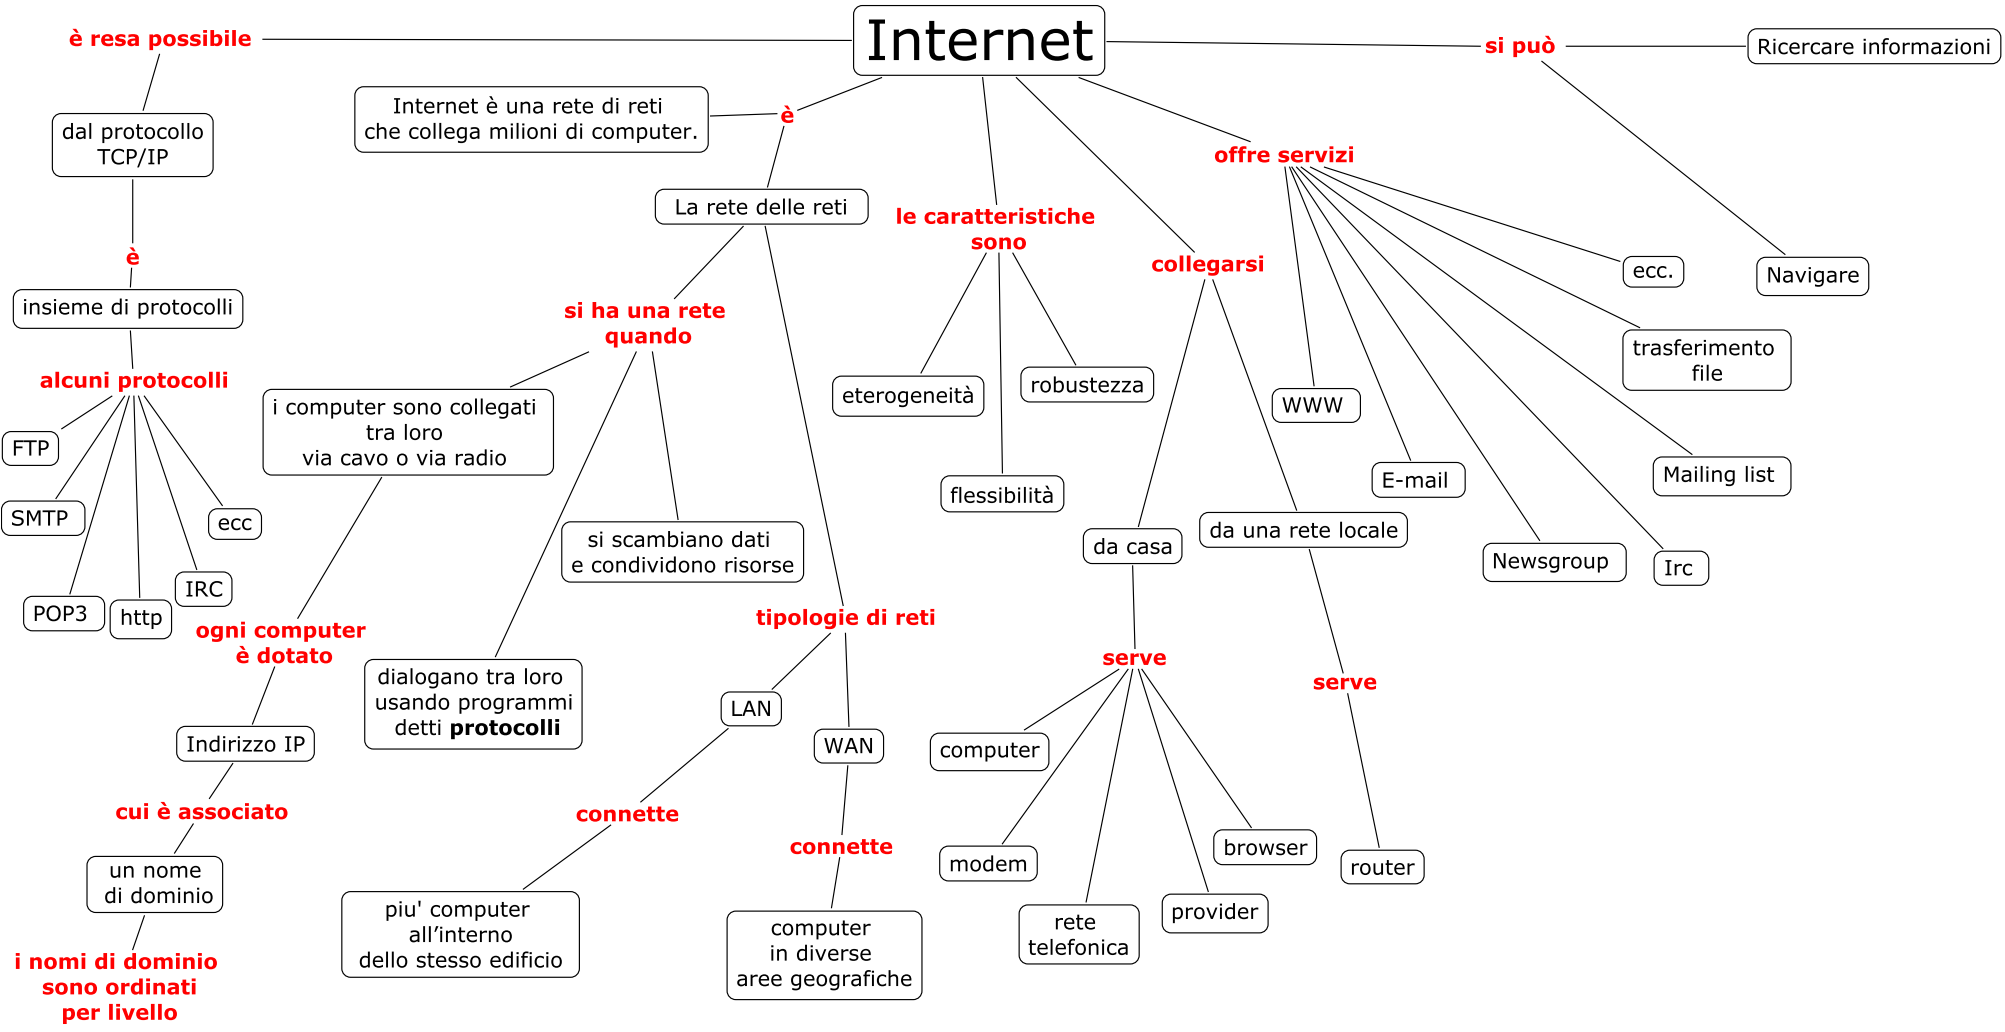 Internet
è resa possibile
dal protocollo
TCP/IP
è
insieme di protocolli
alcuni protocolli
FTP
SMTP
POP3
http
IRC
ecc
è
Internet è una rete di reti
che collega milioni di computer.
La rete delle reti
si ha una rete
quando
i computer sono collegati
tra loro
via cavo o via radio
ogni computer
è dotato
Indirizzo IP
cui è associato
un nome
di dominio
i nomi di dominio
sono ordinati
per livello
dialogano tra loro
usando programmi
detti protocolli
si scambiano dati
e condividono risorse
tipologie di reti
LAN
connette
piu' computer
all’interno
dello stesso edificio
WAN
connette
computer
in diverse
aree geografiche
le caratteristiche
sono
eterogeneità
flessibilità
robustezza
collegarsi
da casa
serve
computer
modem
rete
telefonica
provider
browser
da una rete locale
serve
router
offre servizi
WWW
E-mail
Newsgroup
Irc
Mailing list
trasferimento
file
ecc.
si può
Ricercare informazioni
Navigare